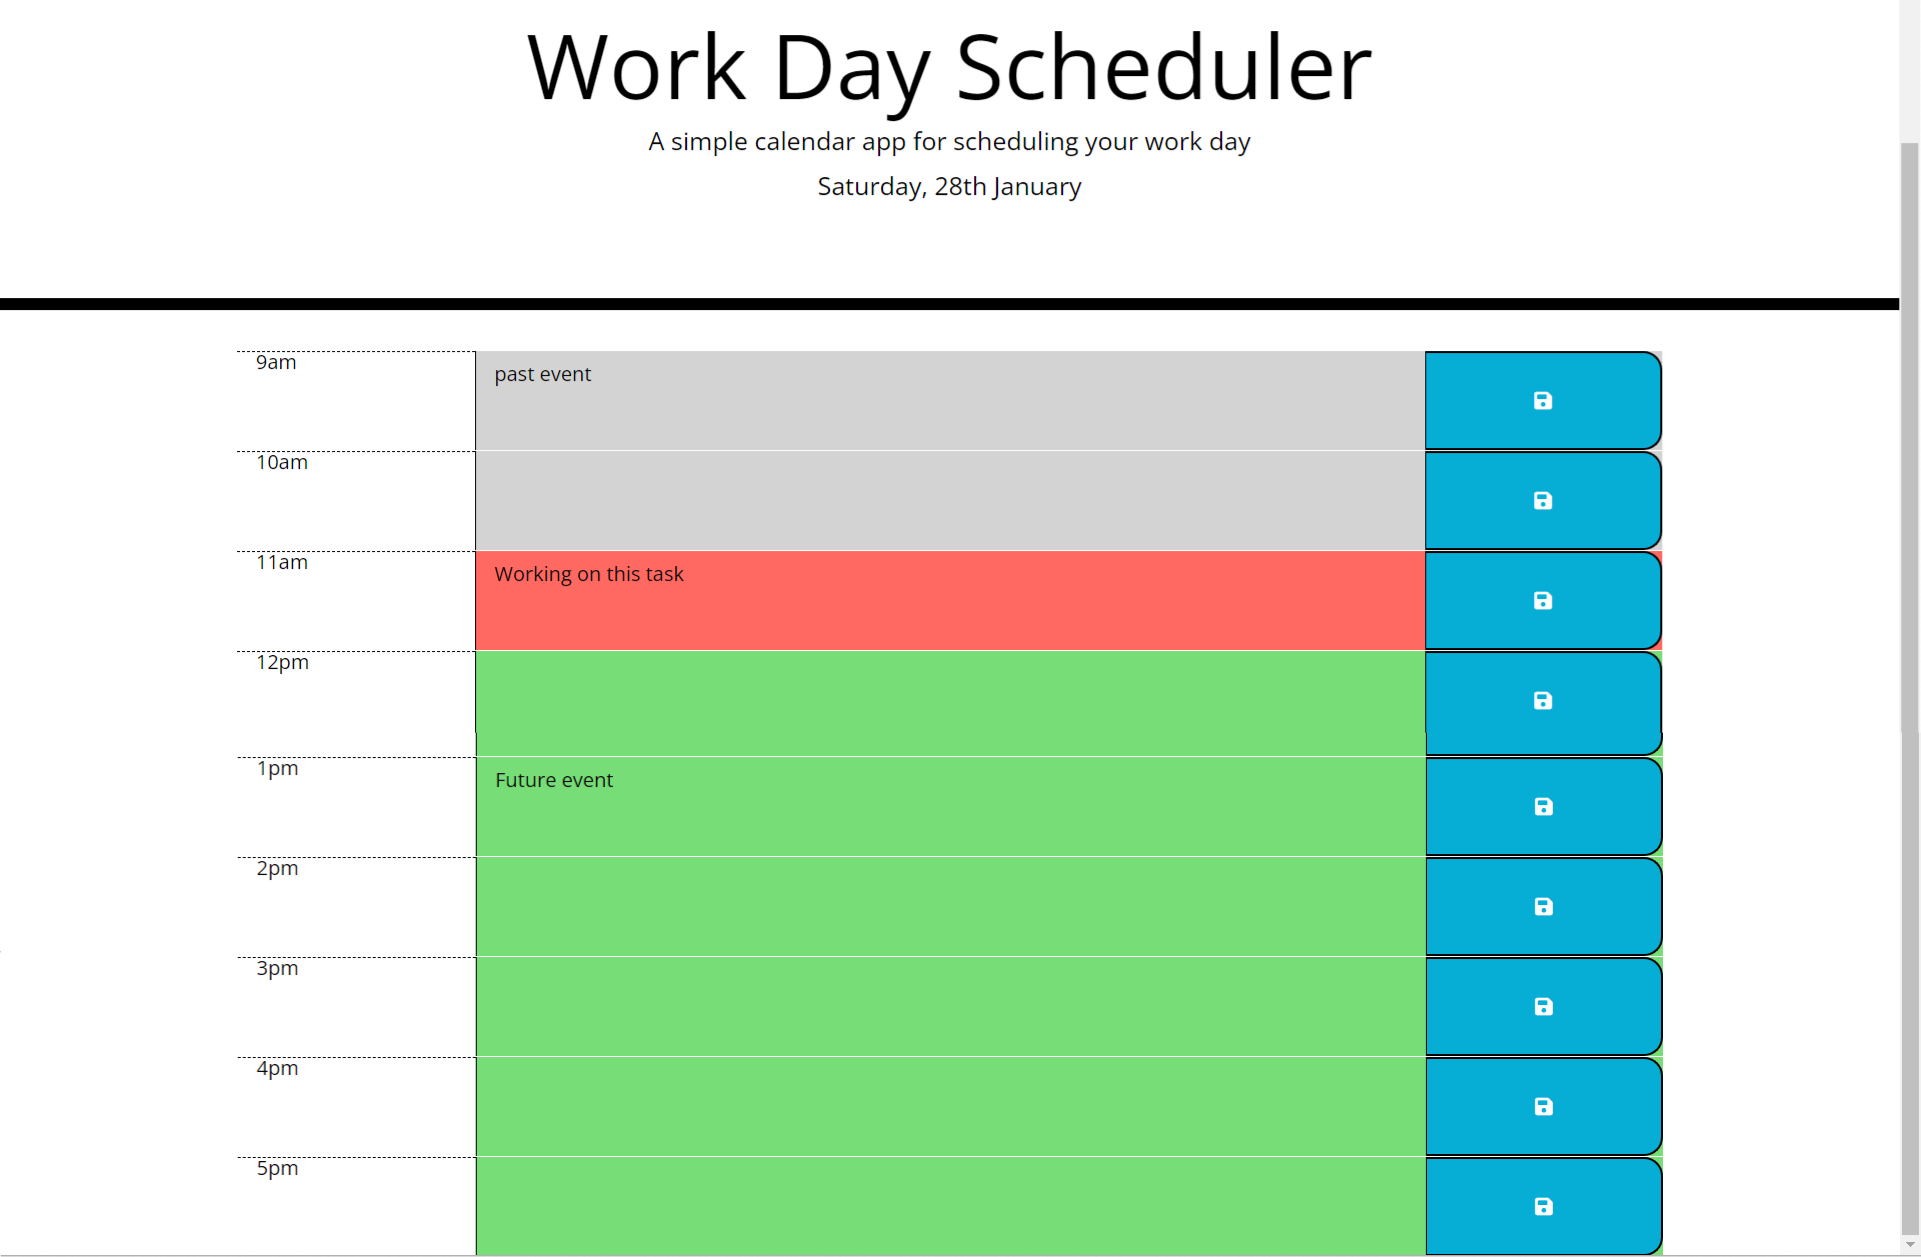 Work Day Scheduler
A simple calendar app for scheduling your work day
Saturday, 28th January
9am
past event
10am
11am
Working on this task
12pm
1pm
Future event
2pm
3pm
4pm
5pm